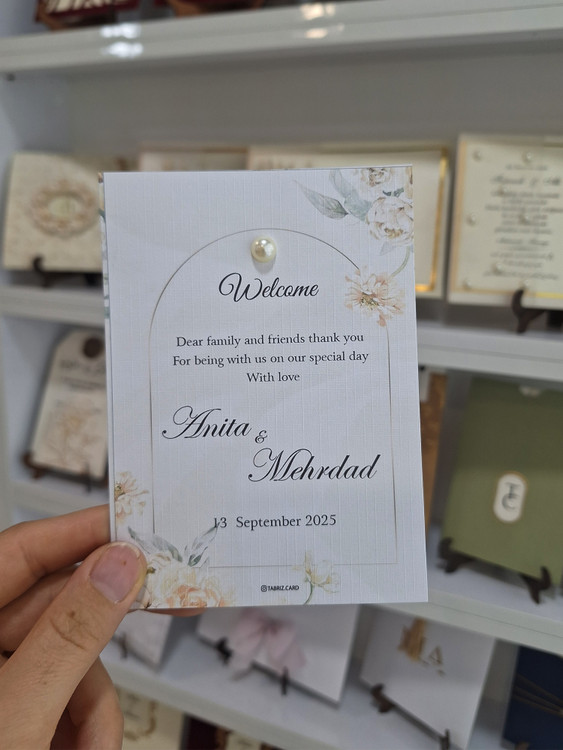 Welcome
Dear family and friends thank you
For being with us on our special day
With love
Anita
&
Mehrdad
13 September 2025
TABRIZ.CARD